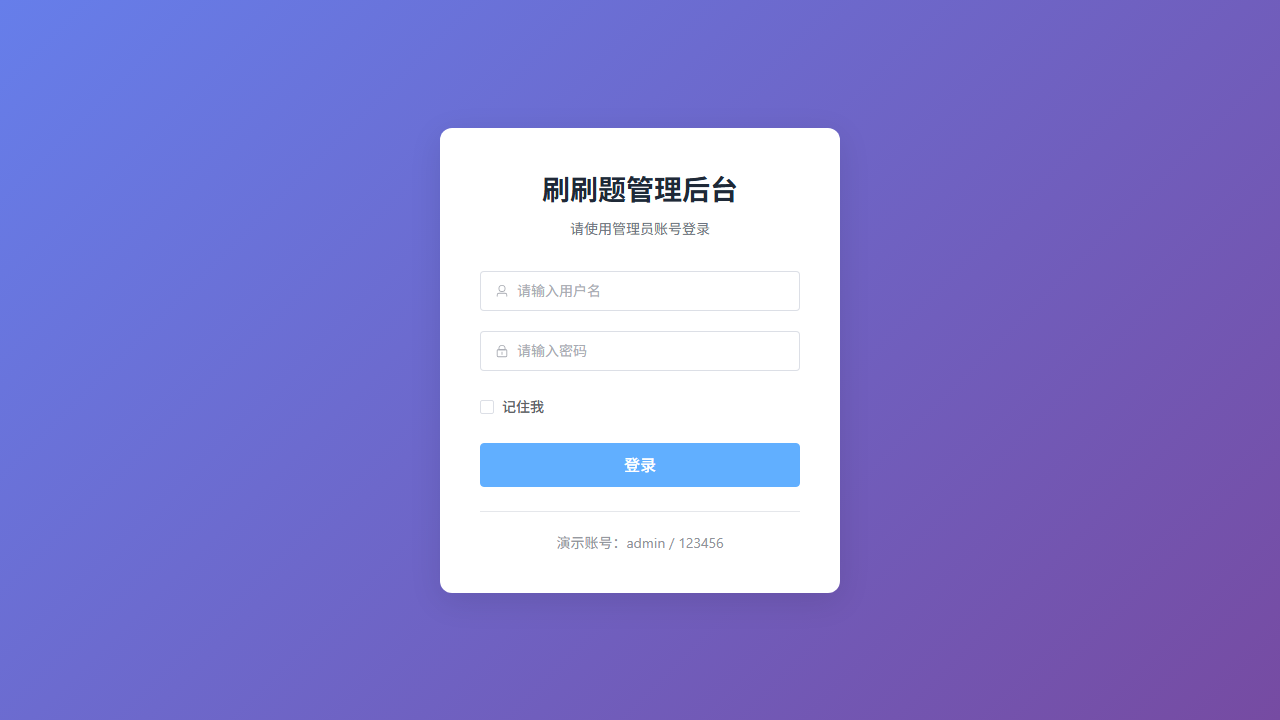 刷刷题管理后台
请使用管理员账号登录
请输入用户名
请输入密码
记住我
登录
演示账号：admin / 123456